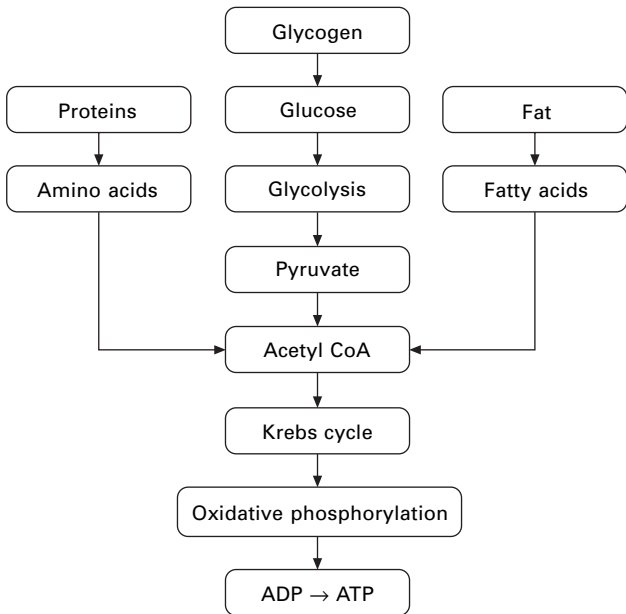 Glycogen
Proteins
Glucose
Fat
Amino acids
Glycolysis
Fatty acids
Pyruvate
Acetyl CoA
Krebs cycle
Oxidative phosphorylation
ADP → ATP